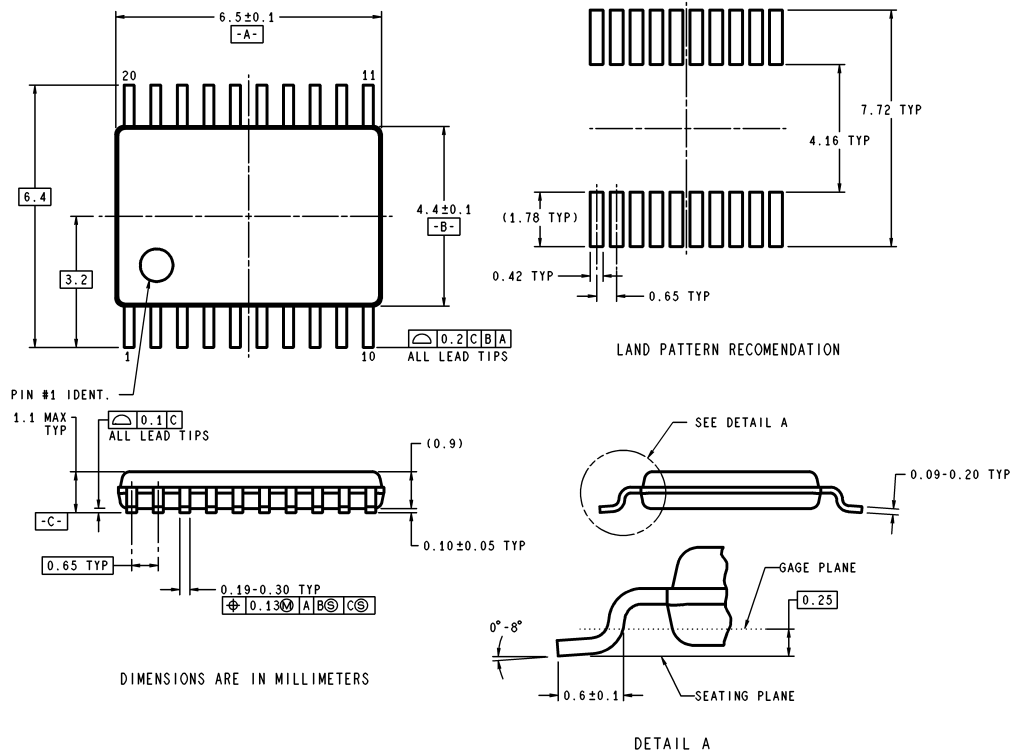 6.5±0.1
-A-
20
11
6.4
4.4±0.1
-B-
3.2
1
10
0.2 C B A
ALL LEAD TIPS
PIN #1 IDENT.
7.72 TYP
4.16 TYP
(1.78 TYP)
0.42 TYP
0.65 TYP
LAND PATTERN RECOMENDATION
1.1 MAX
TYP
0.1 C
ALL LEAD TIPS
(0.9)
-C-
0.10±0.05 TYP
0.65 TYP
0.19-0.30 TYP
⌖ 0.13Ⓜ A BⓈ CⓈ
DIMENSIONS ARE IN MILLIMETERS
SEE DETAIL A
0.09-0.20 TYP
GAGE PLANE
0.25
0°-8°
0.6±0.1
SEATING PLANE
DETAIL A